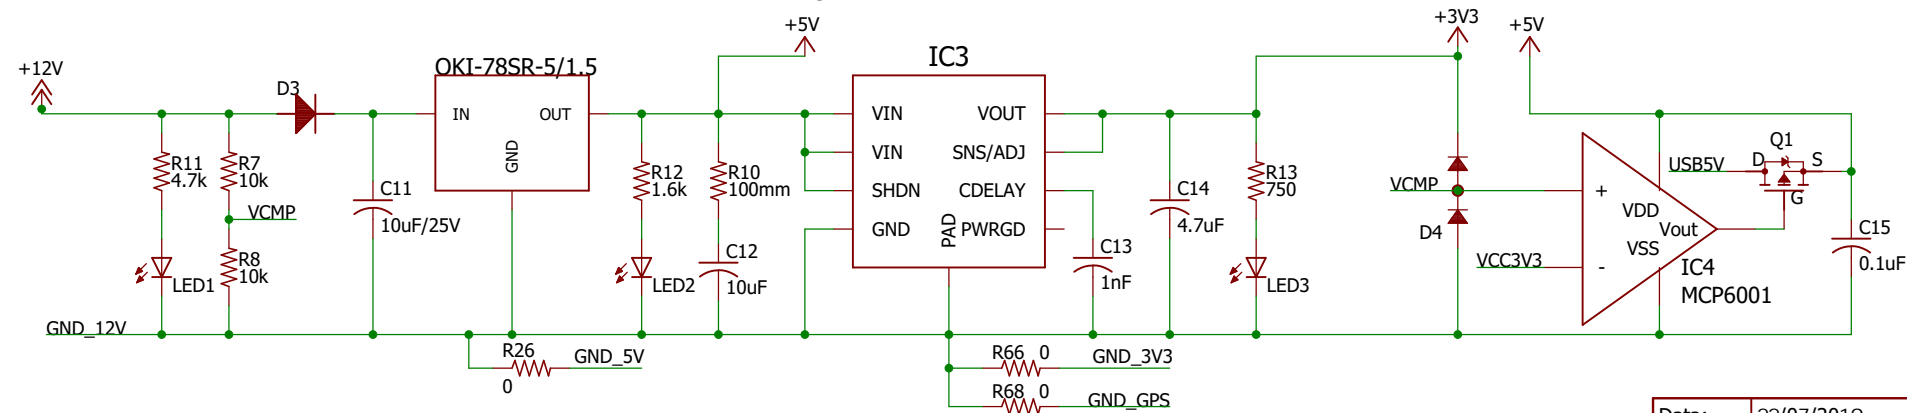 +12V
D3
OKI-78SR-5/1.5
IN
OUT
GND
+5V
IC3
VIN
VIN
SHDN
GND
VOUT
SNS/ADJ
CDELAY
PWRGD
PAD
+3V3
+5V
R11
4.7k
R7
10k
VCMP
R8
10k
LED1
C11
10uF/25V
R12
1.6k
R10
100mm
C12
10uF
LED2
C13
1nF
C14
4.7uF
R13
750
LED3
VCMP
D4
VCC3V3
+
-
VDD
Vout
VSS
IC4
MCP6001
USB5V
D
Q1
S
G
C15
0.1uF
GND_12V
R26
0
GND_5V
R66 0
GND_3V3
R68 0
GND_GPS